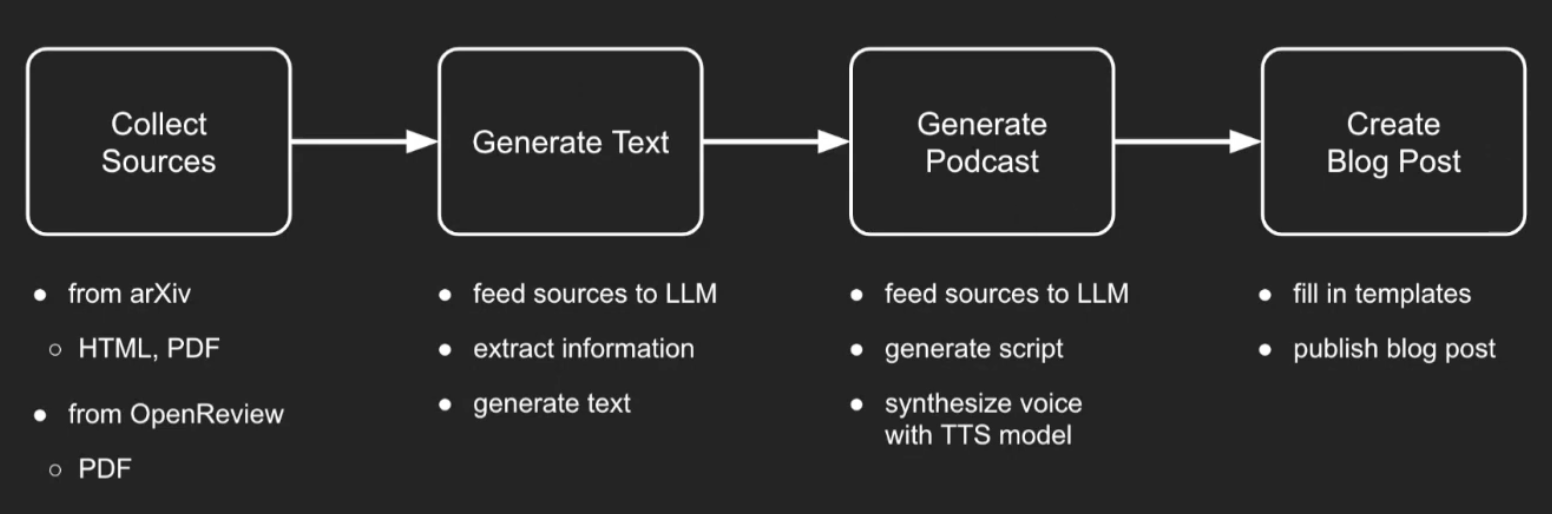 Collect
Sources
Generate Text
Generate
Podcast
Create
Blog Post
● from arXiv
○ HTML, PDF
● from OpenReview
○ PDF
● feed sources to LLM
● extract information
● generate text
● feed sources to LLM
● generate script
● synthesize voice
with TTS model
● fill in templates
● publish blog post